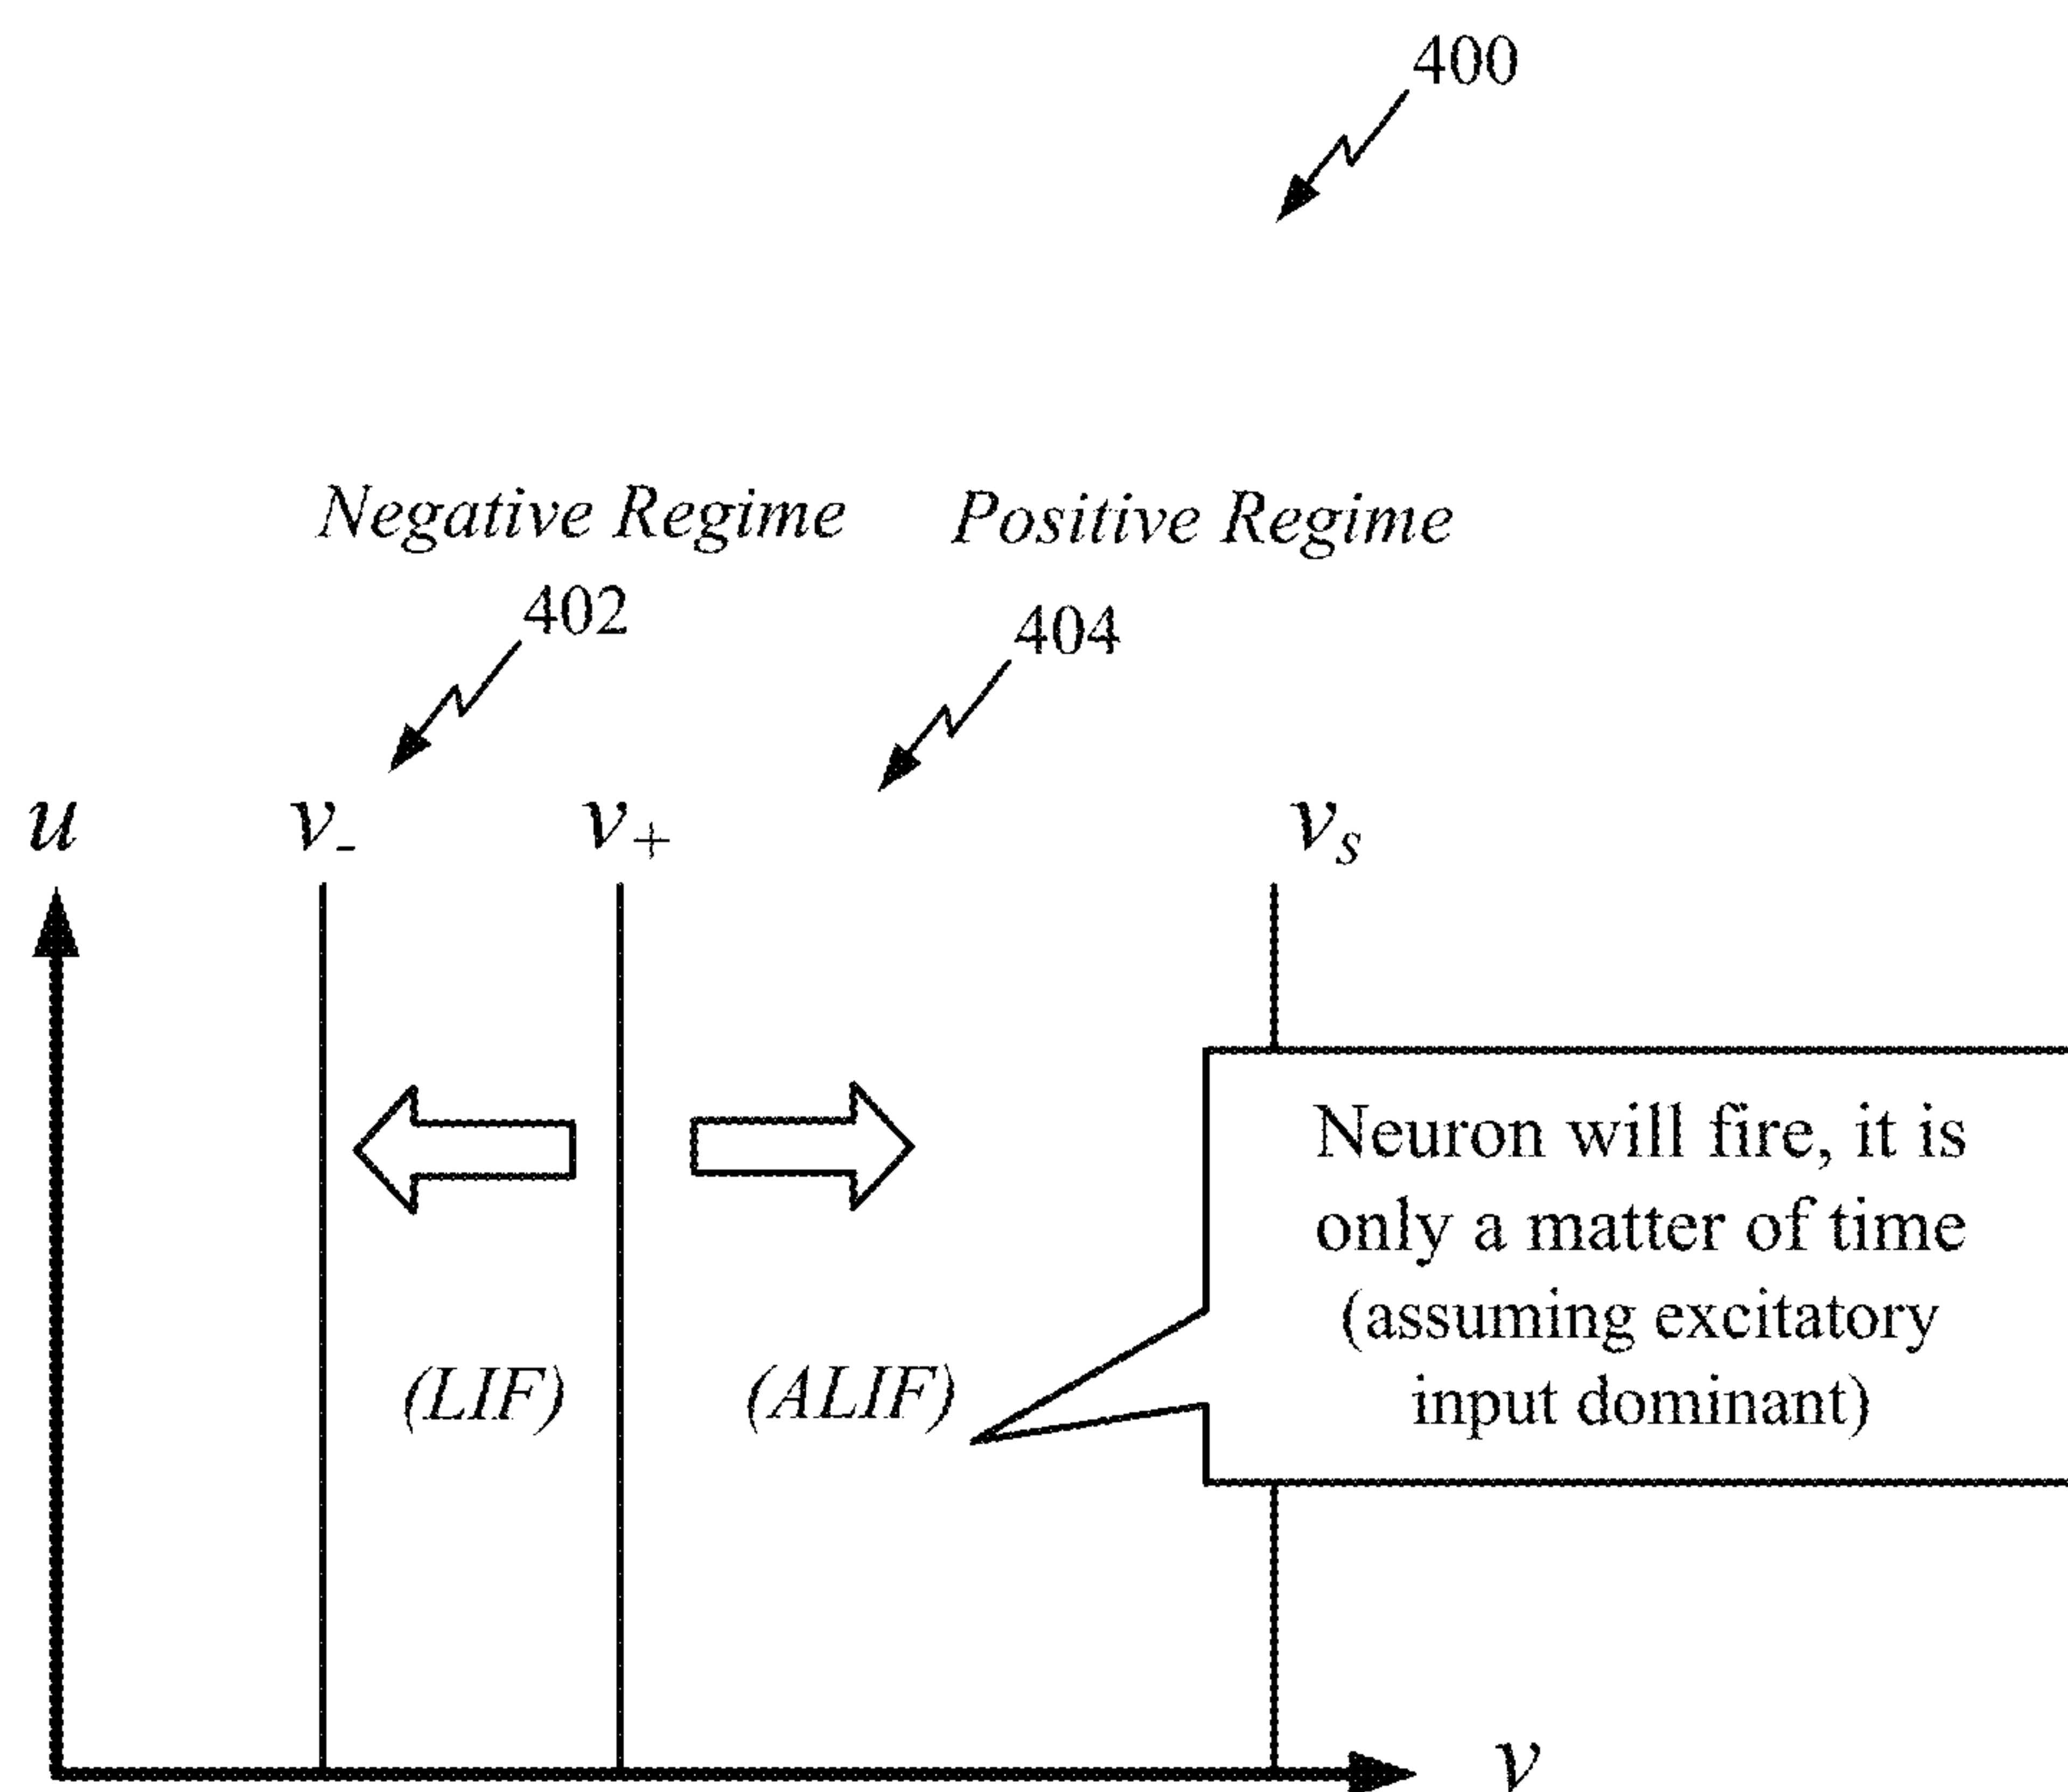 400
Negative Regime
Positive Regime
402
404
u
v-
v+
vs
Neuron will fire, it is
only a matter of time
(assuming excitatory
input dominant)
(LIF)
(ALIF)
v